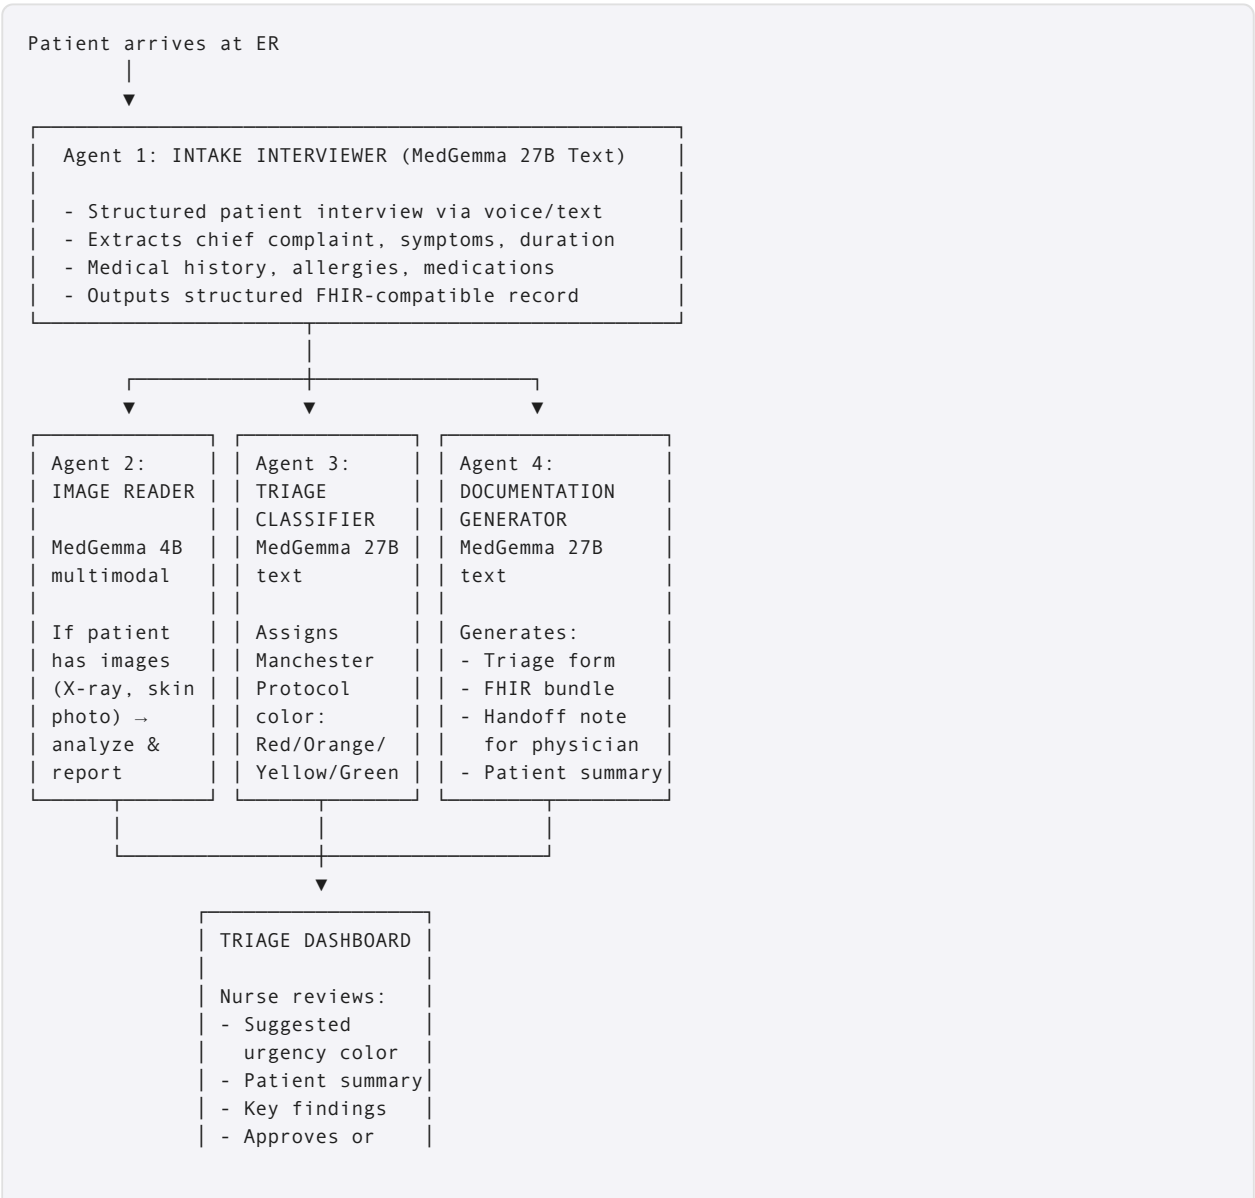 Patient arrives at ER
Agent 1: INTAKE INTERVIEWER (MedGemma 27B Text)
- Structured patient interview via voice/text
- Extracts chief complaint, symptoms, duration
- Medical history, allergies, medications
- Outputs structured FHIR-compatible record
Agent 2:
IMAGE READER
MedGemma 4B
multimodal
If patient
has images
(X-ray, skin
photo) →
analyze &
report
Agent 3:
TRIAGE
CLASSIFIER
MedGemma 27B
text
Assigns
Manchester
Protocol
color:
Red/Orange/
Yellow/Green
Agent 4:
DOCUMENTATION
GENERATOR
MedGemma 27B
text
Generates:
- Triage form
- FHIR bundle
- Handoff note
for physician
- Patient summary
TRIAGE DASHBOARD
Nurse reviews:
- Suggested
urgency color
- Patient summary
- Key findings
- Approves or